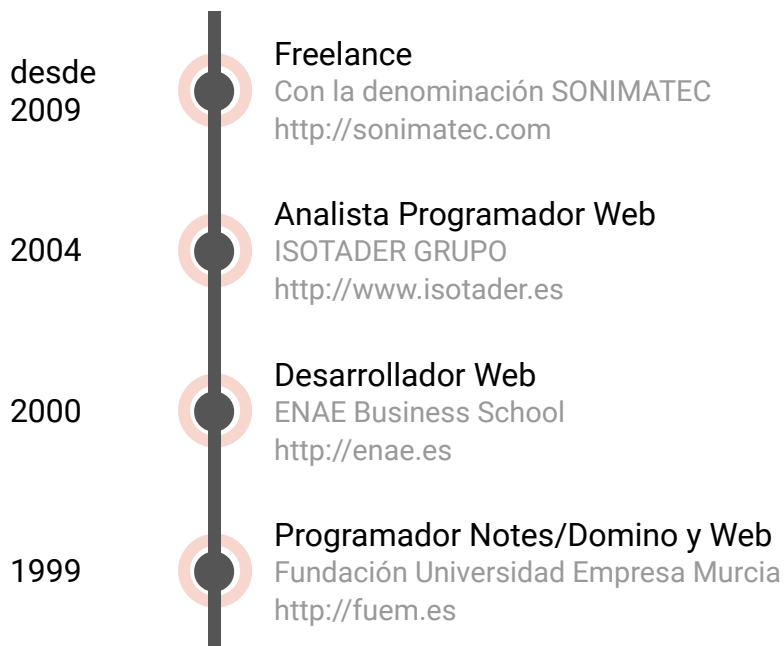 desde
2009
Freelance
Con la denominación SONIMATEC
http://sonimatec.com
2004
Analista Programador Web
ISOTADER GRUPO
http://www.isotader.es
2000
Desarrollador Web
ENAE Business School
http://enae.es
1999
Programador Notes/Domino y Web
Fundación Universidad Empresa Murcia
http://fuem.es